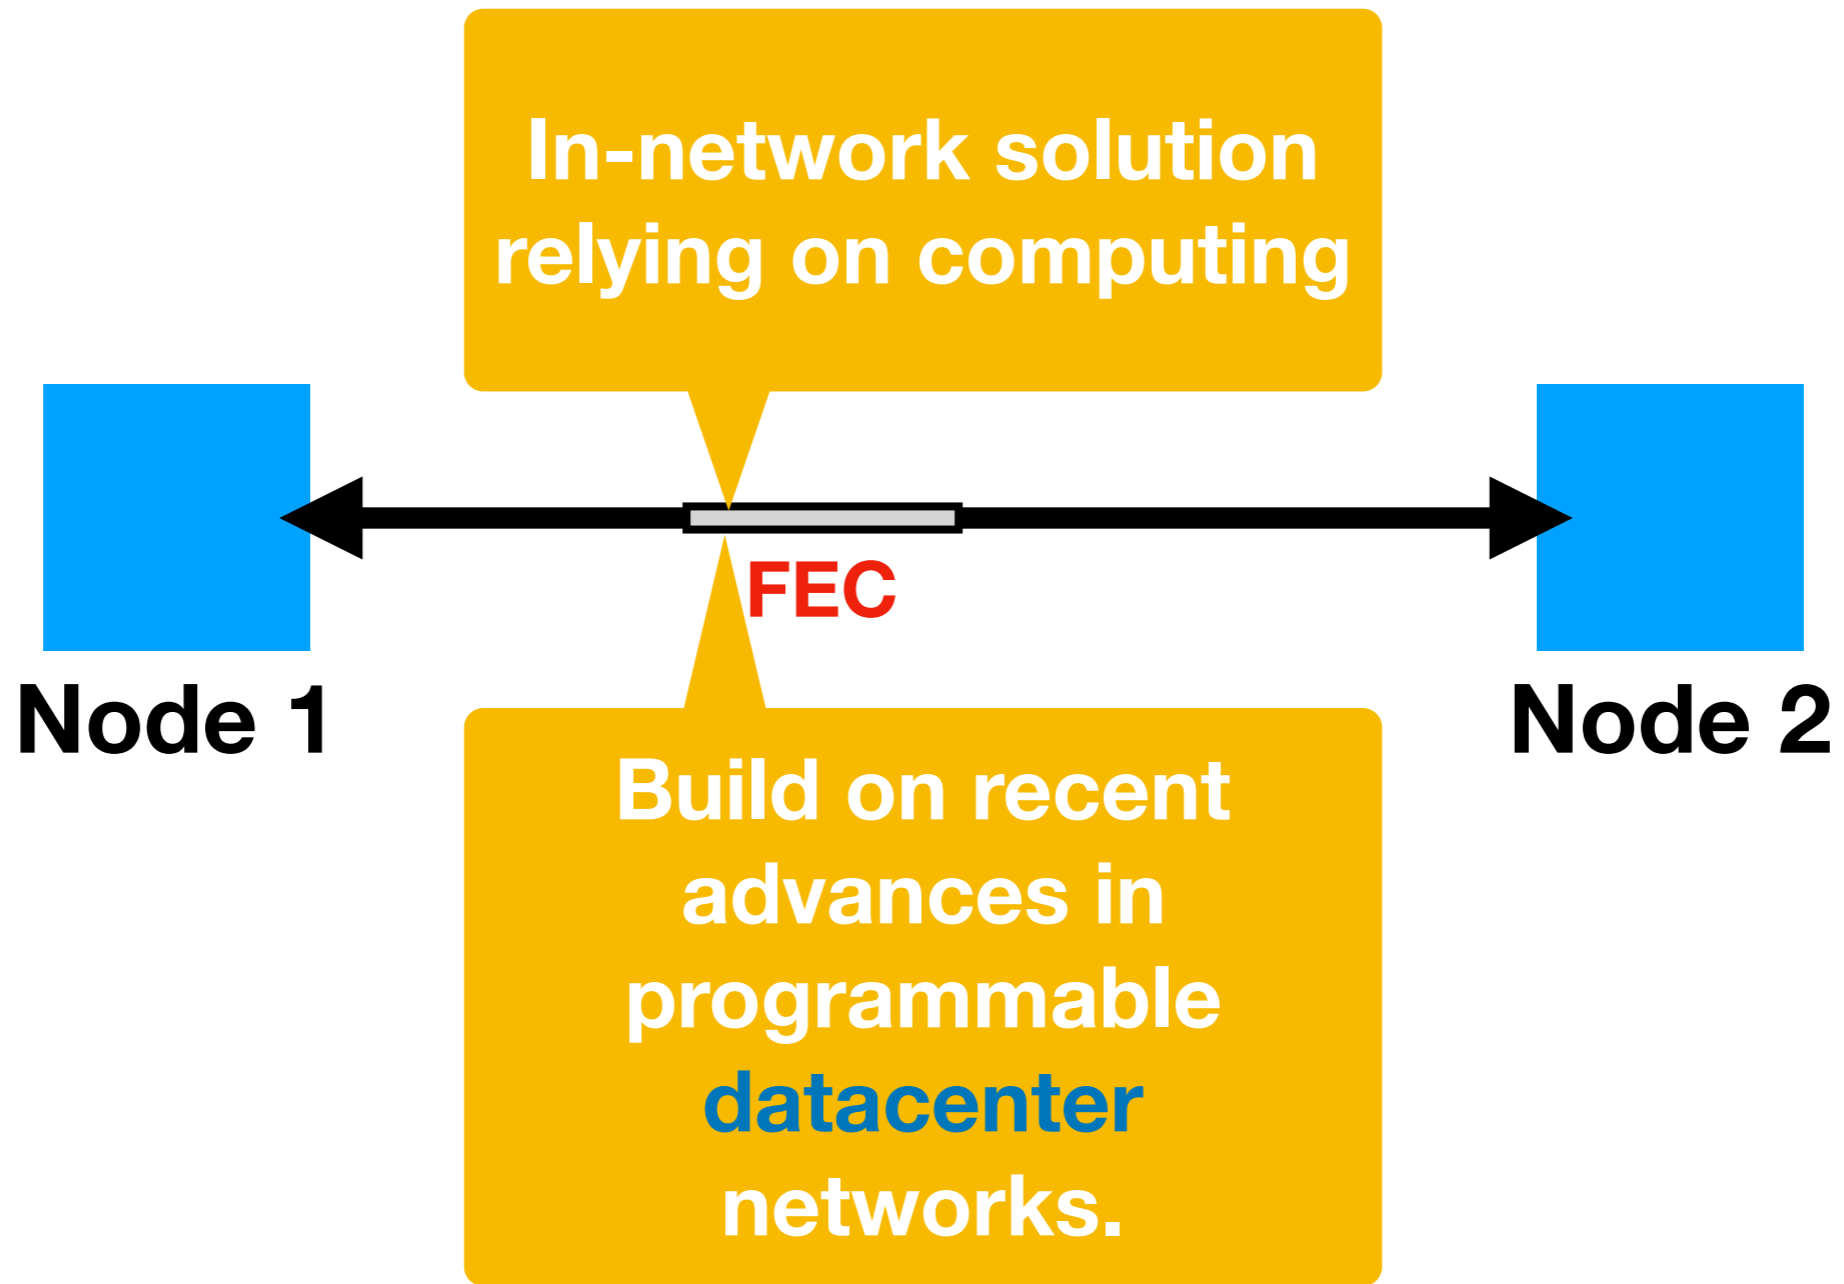 In-network solution
relying on computing
FEC
Node 1
Node 2
Build on recent
advances in
programmable
datacenter
networks.